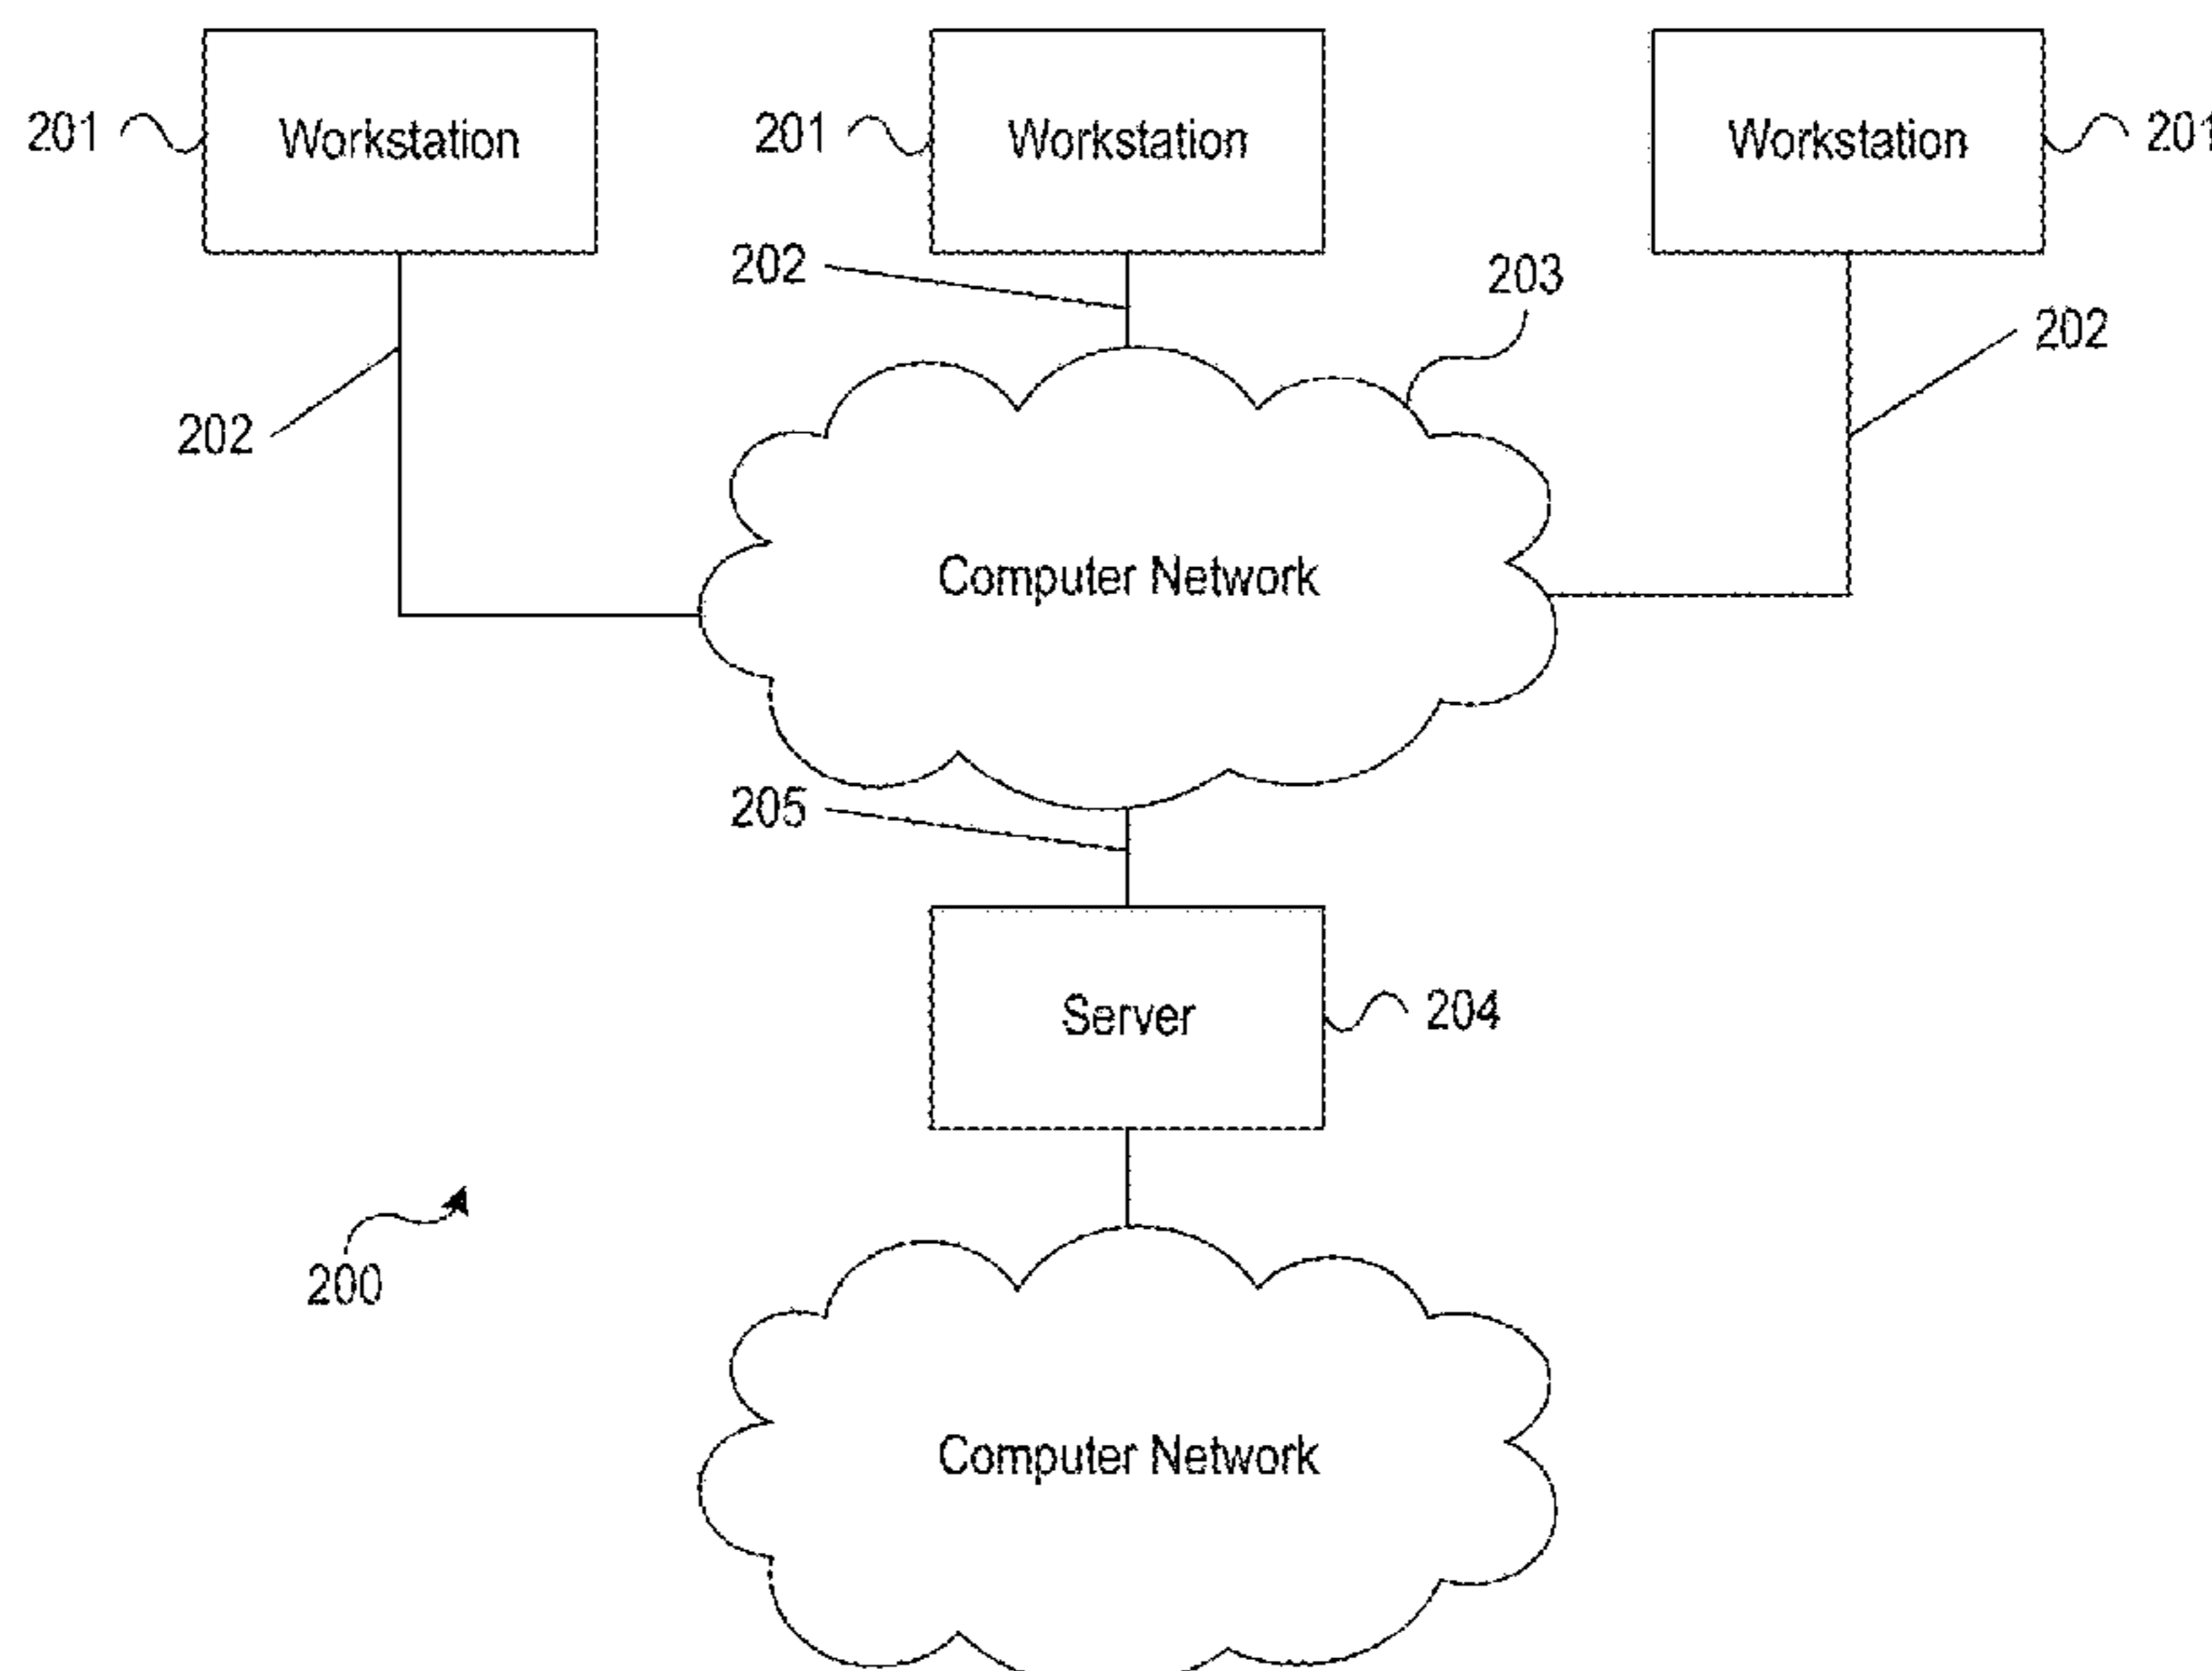 201 Workstation 201 Workstation Workstation 201
202 203
202
202
Computer Network
205
Server 204
200
Computer Network